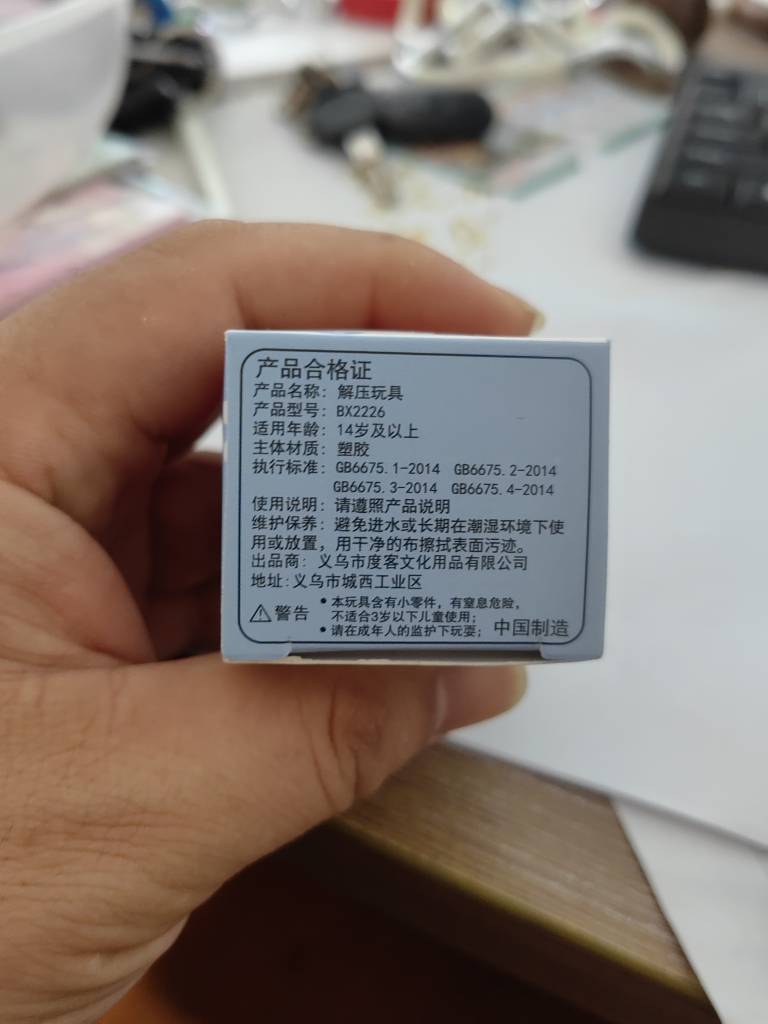 产品合格证
产品名称：解压玩具
产品型号：BX2226
适用年龄：14岁及以上
主体材质：塑胶
执行标准：GB6675.1-2014 GB6675.2-2014
GB6675.3-2014 GB6675.4-2014
使用说明：请遵照产品说明
维护保养：避免进水或长期在潮湿环境下使
用或放置，用干净的布擦拭表面污迹。
出品商：义乌市度客文化用品有限公司
地址:义乌市城西工业区
警告
•本玩具含有小零件，有窒息危险，
不适合3岁以下儿童使用；
•请在成年人的监护下玩耍；
中国制造